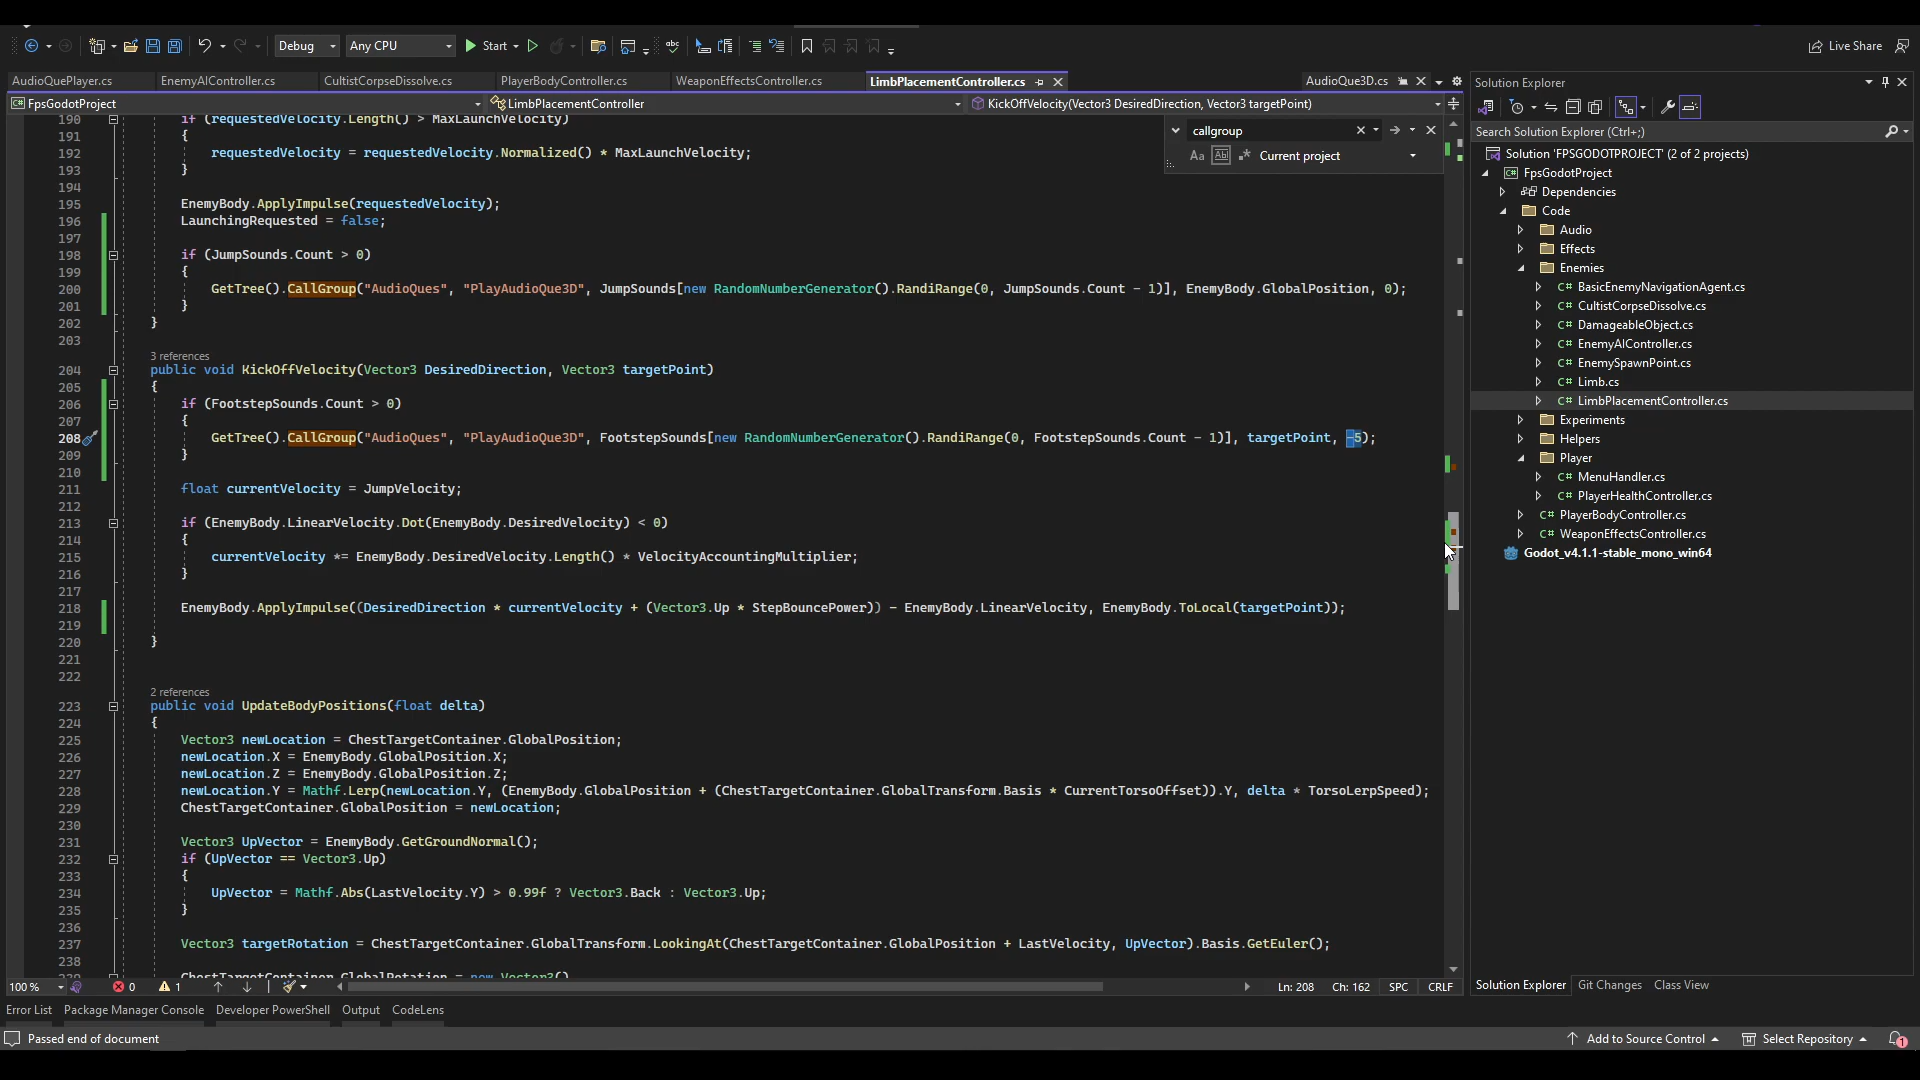 Debug
Any CPU
Start
Live Share
AudioQuePlayer.cs
EnemyAIController.cs
CultistCorpseDissolve.cs
PlayerBodyController.cs
WeaponEffectsController.cs
LimbPlacementController.cs
AudioQue3D.cs
FpsGodotProject
LimbPlacementController
KickOffVelocity(Vector3 DesiredDirection, Vector3 targetPoint)
callgroup
Aa
Current project
190 if (requestedVelocity.Length() > MaxLaunchVelocity)
191 {
192 requestedVelocity = requestedVelocity.Normalized() * MaxLaunchVelocity;
193 }
194
195 EnemyBody.ApplyImpulse(requestedVelocity);
196 LaunchingRequested = false;
197
198 if (JumpSounds.Count > 0)
199 {
200 GetTree().CallGroup("AudioQues", "PlayAudioQue3D", JumpSounds[new RandomNumberGenerator().RandiRange(0, JumpSounds.Count - 1)], EnemyBody.GlobalPosition, 0);
201 }
202 }
203
3 references
204 public void KickOffVelocity(Vector3 DesiredDirection, Vector3 targetPoint)
205 {
206 if (FootstepSounds.Count > 0)
207 {
208 GetTree().CallGroup("AudioQues", "PlayAudioQue3D", FootstepSounds[new RandomNumberGenerator().RandiRange(0, FootstepSounds.Count - 1)], targetPoint, -5);
209 }
210
211 float currentVelocity = JumpVelocity;
212
213 if (EnemyBody.LinearVelocity.Dot(EnemyBody.DesiredVelocity) < 0)
214 {
215 currentVelocity *= EnemyBody.DesiredVelocity.Length() * VelocityAccountingMultiplier;
216 }
217
218 EnemyBody.ApplyImpulse((DesiredDirection * currentVelocity + (Vector3.Up * StepBouncePower)) - EnemyBody.LinearVelocity, EnemyBody.ToLocal(targetPoint));
219
220 }
221
222
2 references
223 public void UpdateBodyPositions(float delta)
224 {
225 Vector3 newLocation = ChestTargetContainer.GlobalPosition;
226 newLocation.X = EnemyBody.GlobalPosition.X;
227 newLocation.Z = EnemyBody.GlobalPosition.Z;
228 newLocation.Y = Mathf.Lerp(newLocation.Y, (EnemyBody.GlobalPosition + (ChestTargetContainer.GlobalTransform.Basis * CurrentTorsoOffset)).Y, delta * TorsoLerpSpeed);
229 ChestTargetContainer.GlobalPosition = newLocation;
230
231 Vector3 UpVector = EnemyBody.GetGroundNormal();
232 if (UpVector == Vector3.Up)
233 {
234 UpVector = Mathf.Abs(LastVelocity.Y) > 0.99f ? Vector3.Back : Vector3.Up;
235 }
236
237 Vector3 targetRotation = ChestTargetContainer.GlobalTransform.LookingAt(ChestTargetContainer.GlobalPosition + LastVelocity, UpVector).Basis.GetEuler();
238
239 ChestTargetContainer.GlobalRotation = new Vector3()
100 %
0
1
Ln: 208
Ch: 162
SPC
CRLF
Error List
Package Manager Console
Developer PowerShell
Output
CodeLens
Passed end of document
Add to Source Control
Select Repository
1
Solution Explorer
Search Solution Explorer (Ctrl+;)
Solution 'FPSGODOTPROJECT' (2 of 2 projects)
C# FpsGodotProject
Dependencies
Code
Audio
Effects
Enemies
C# BasicEnemyNavigationAgent.cs
C# CultistCorpseDissolve.cs
C# DamageableObject.cs
C# EnemyAIController.cs
C# EnemySpawnPoint.cs
C# Limb.cs
C# LimbPlacementController.cs
Experiments
Helpers
Player
C# MenuHandler.cs
C# PlayerHealthController.cs
C# PlayerBodyController.cs
C# WeaponEffectsController.cs
Godot_v4.1.1-stable_mono_win64
Solution Explorer
Git Changes
Class View